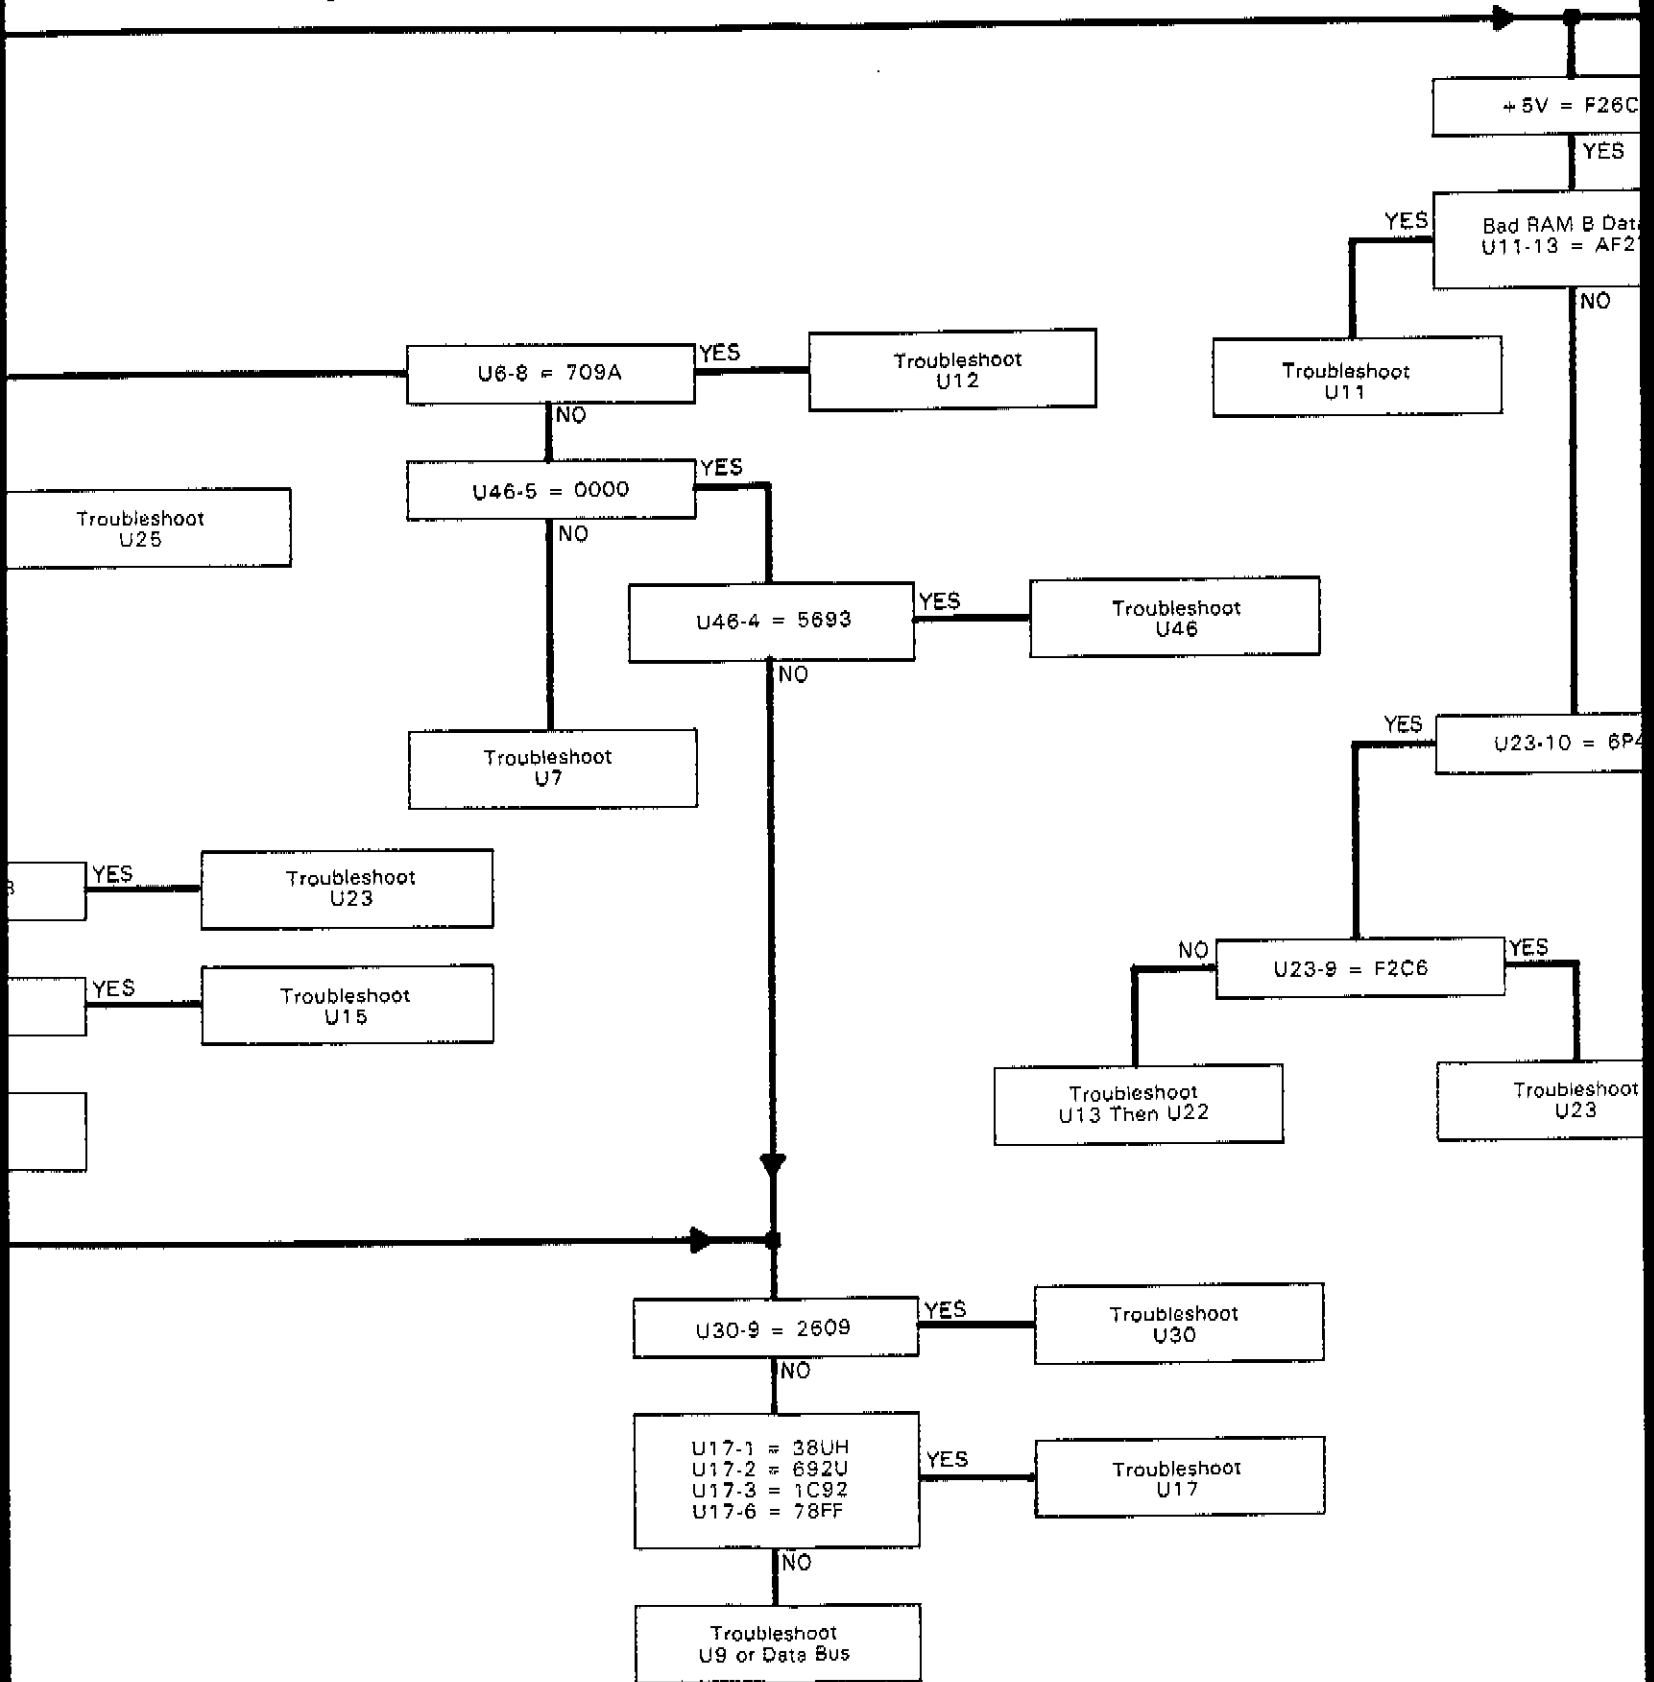 +5V = F26C
YES
YES
Bad RAM B
U11-13 =
NO
U6-8 = 709A
YES
Troubleshoot
U12
Troubleshoot
U11
NO
U46-5 = 0000
YES
Troubleshoot
U25
NO
U46-4 = 5693
YES
Troubleshoot
U46
NO
YES
U23-10 =
Troubleshoot
U7
YES
Troubleshoot
U23
NO
U23-9 = F2C6
YES
YES
Troubleshoot
U15
Troubleshoot
U13 Then U22
Troubleshoot
U23
U30-9 = 2609
YES
Troubleshoot
U30
NO
U17-1 = 38UH
U17-2 = 692U
U17-3 = 1C92
U17-6 = 78FF
YES
Troubleshoot
U17
NO
Troubleshoot
U9 or Data Bus